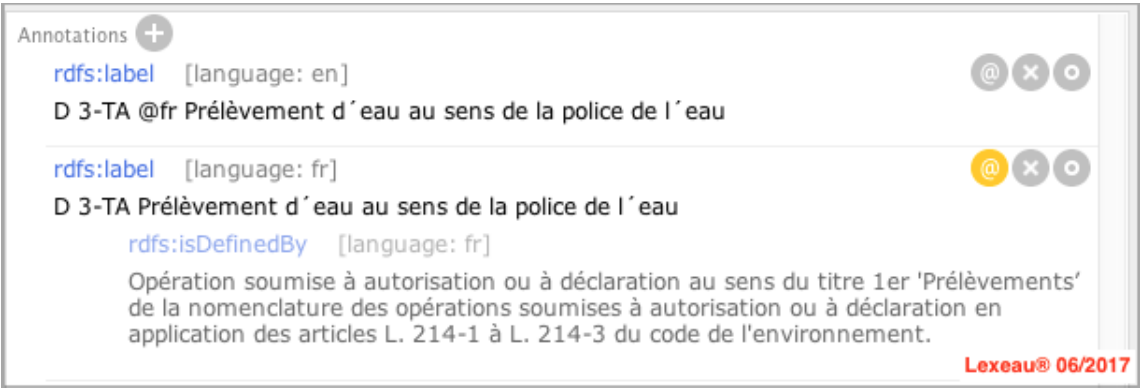 Annotations +
rdfs:label [language: en] @ × o
D 3-TA @fr Prélèvement d´eau au sens de la police de l´eau
rdfs:label [language: fr] @ × o
D 3-TA Prélèvement d´eau au sens de la police de l´eau
rdfs:isDefinedBy [language: fr]
Opération soumise à autorisation ou à déclaration au sens du titre 1er 'Prélèvements’
de la nomenclature des opérations soumises à autorisation ou à déclaration en
application des articles L. 214-1 à L. 214-3 du code de l'environnement.
Lexeau® 06/2017